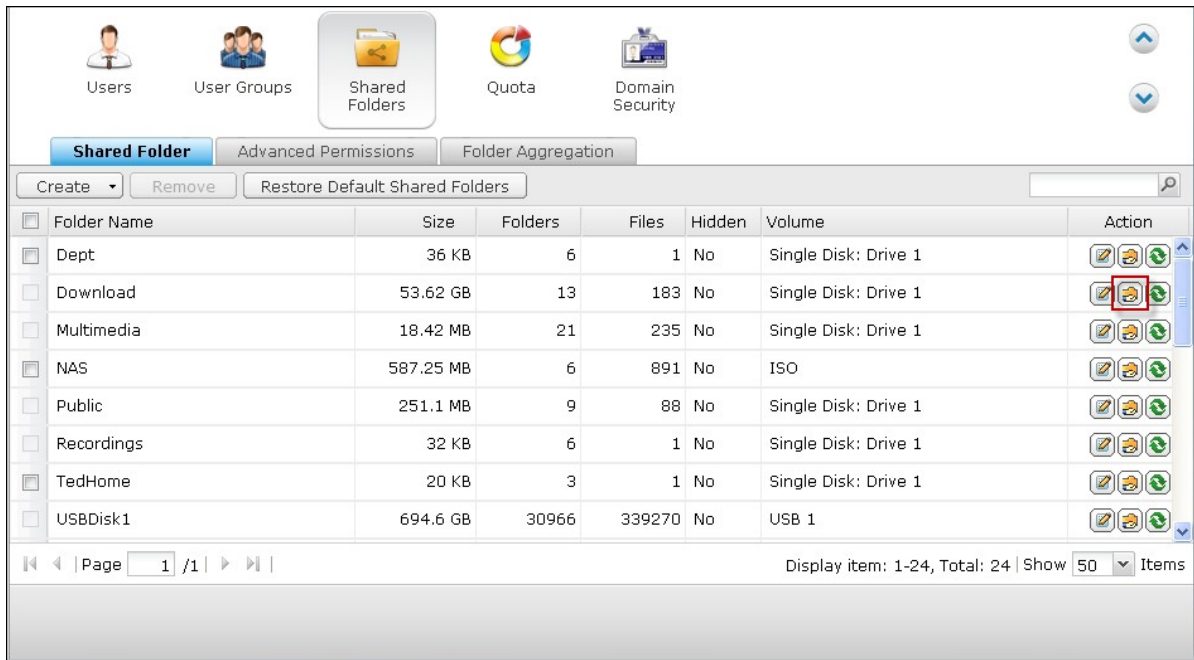 Users User Groups Shared Folders Quota Domain Security
Shared Folder Advanced Permissions Folder Aggregation
Create Remove Restore Default Shared Folders
Folder Name Size Folders Files Hidden Volume Action
Dept 36 KB 6 1 No Single Disk: Drive 1
Download 53.62 GB 13 183 No Single Disk: Drive 1
Multimedia 18.42 MB 21 235 No Single Disk: Drive 1
NAS 587.25 MB 6 891 No ISO
Public 251.1 MB 9 88 No Single Disk: Drive 1
Recordings 32 KB 6 1 No Single Disk: Drive 1
TedHome 20 KB 3 1 No Single Disk: Drive 1
USBDisk1 694.6 GB 30966 339270 No USB 1
Page 1 /1 Display item: 1-24, Total: 24 Show 50 Items